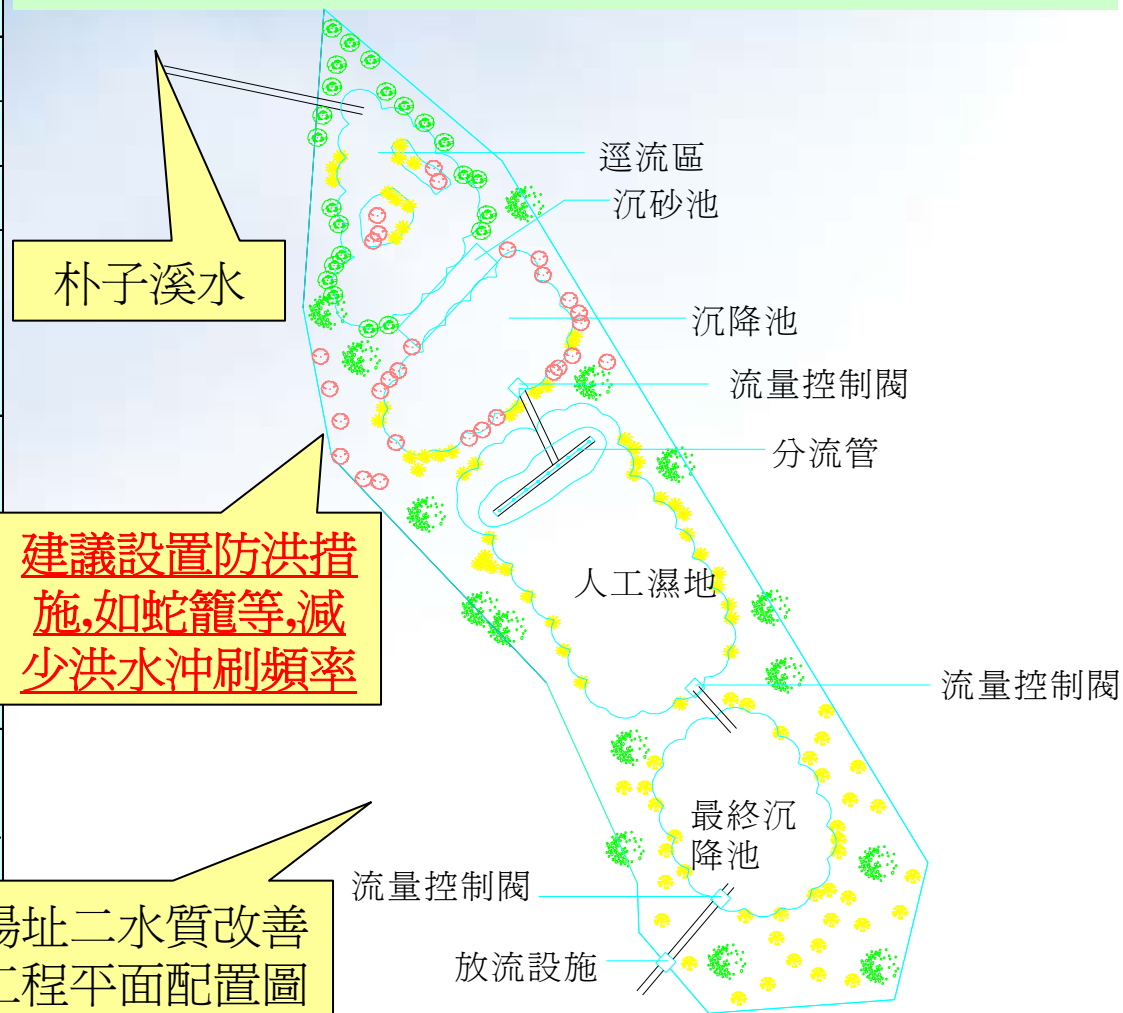 逕流區
沉砂池
朴子溪水
沉降池
流量控制閥
分流管
建議設置防洪措
施,如蛇籠等,減
少洪水沖刷頻率
人工濕地
流量控制閥
最終沉
降池
流量控制閥
場址二水質改善
工程平面配置圖
放流設施